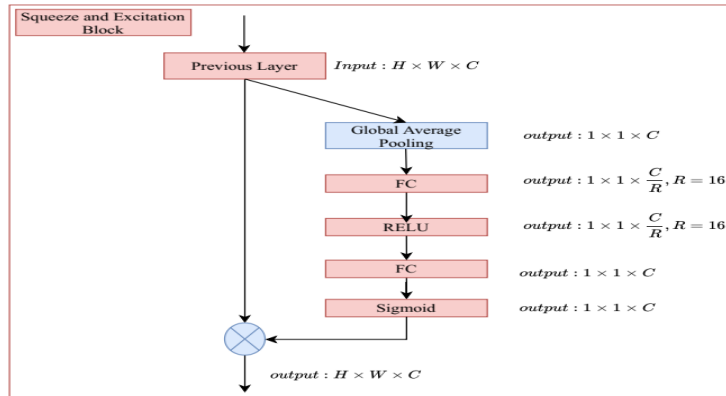 Squeeze and Excitation
Block
Previous Layer
Input : H × W × C
Global Average
Pooling
output : 1 × 1 × C
FC
output : 1 × 1 × C/R, R = 16
RELU
output : 1 × 1 × C/R, R = 16
FC
output : 1 × 1 × C
Sigmoid
output : 1 × 1 × C
output : H × W × C